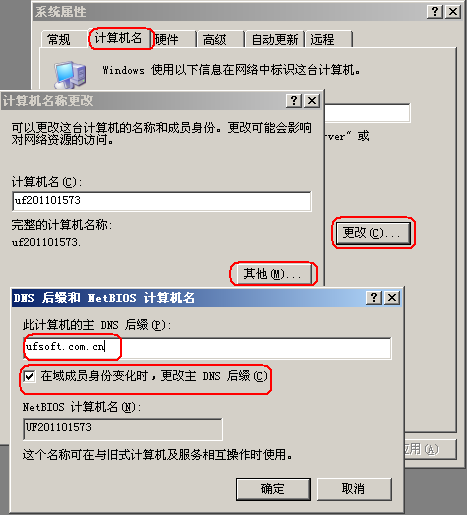 系统属性
常规 计算机名 硬件 高级 自动更新 远程
Windows 使用以下信息在网络中标识这台计算机。
计算机名称更改
可以更改这台计算机的名称和成员身份。更改可能会影响
对网络资源的访问。
rver" 或
计算机名(C):
uf201101573
完整的计算机名称:
uf201101573.
更改(C)...
其他(M)...
DNS 后缀和 NetBIOS 计算机名
此计算机的主 DNS 后缀(P):
ufsoft.com.cn
在域成员身份变化时，更改主 DNS 后缀(C)
NetBIOS 计算机名(N):
UF201101573
这个名称可在与旧式计算机及服务相互操作时使用。
应用(A)
确定 取消